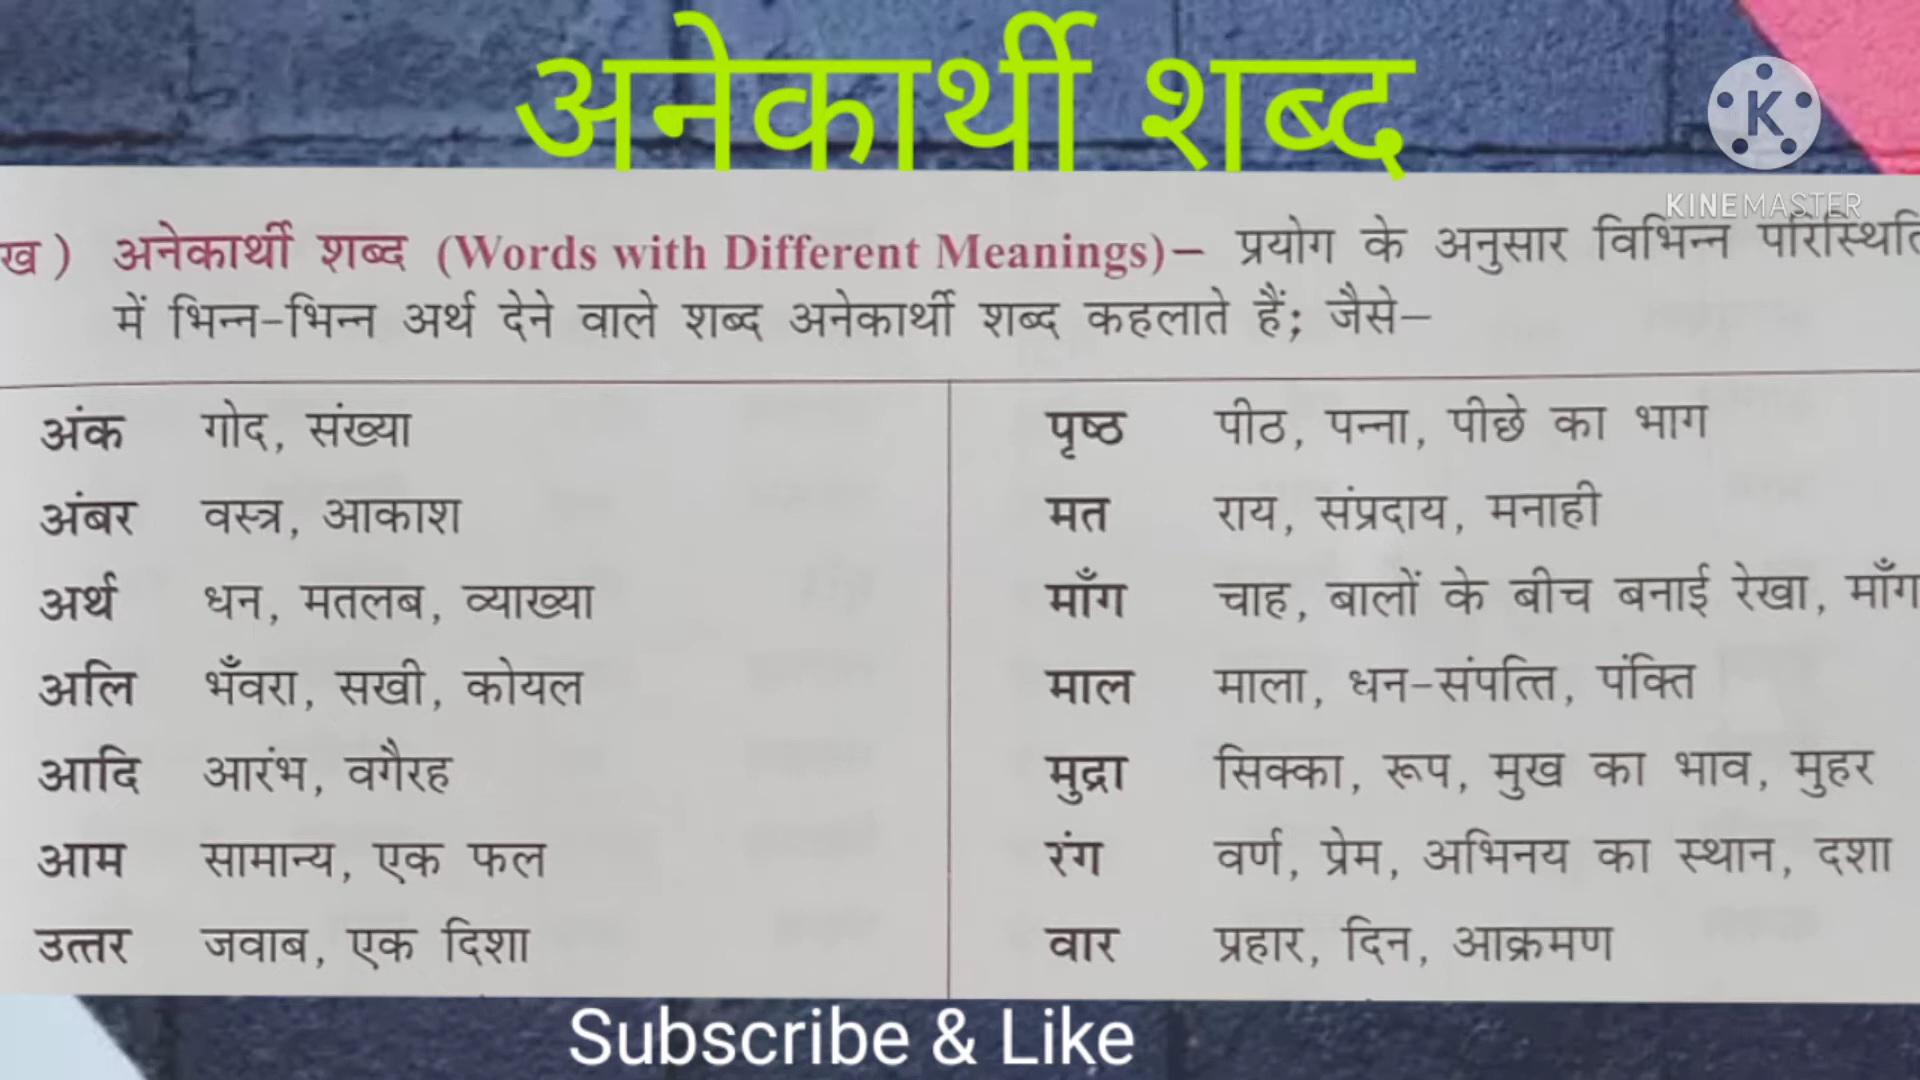 अनेकार्थी शब्द
K
KINEMASTER
ख) अनेकार्थी शब्द (Words with Different Meanings)– प्रयोग के अनुसार विभिन्न
में भिन्न-भिन्न अर्थ देने वाले शब्द अनेकार्थी शब्द कहलाते हैं; जैसे–
अंक गोद, संख्या
अंबर वस्त्र, आकाश
अर्थ धन, मतलब, व्याख्या
अलि भँवरा, सखी, कोयल
आदि आरंभ, वगैरह
आम सामान्य, एक फल
उत्तर जवाब, एक दिशा
पृष्ठ पीठ, पन्ना, पीछे का भाग
मत राय, संप्रदाय, मनाही
माँग चाह, बालों के बीच बनाई रेखा, माँग
माल माला, धन-संपत्ति, पंक्ति
मुद्रा सिक्का, रूप, मुख का भाव, मुहर
रंग वर्ण, प्रेम, अभिनय का स्थान, दशा
वार प्रहार, दिन, आक्रमण
Subscribe & Like